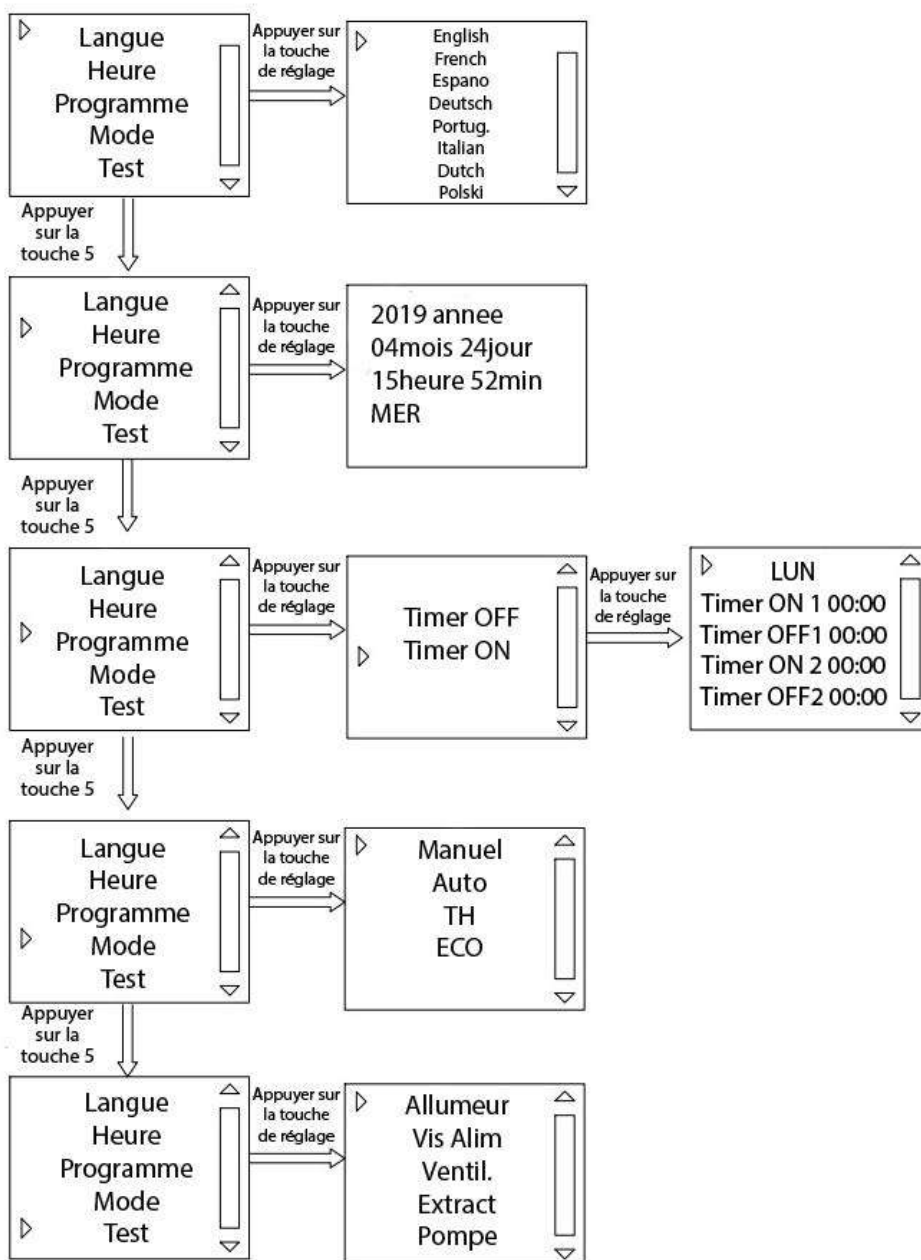 Langue
Heure
Programme
Mode
Test
Appuyer sur
la touche
de réglage
English
French
Espano
Deutsch
Portug.
Italian
Dutch
Polski
Appuyer
sur la
touche 5
Langue
Heure
Programme
Mode
Test
Appuyer sur
la touche
de réglage
2019 annee
04mois 24jour
15heure 52min
MER
Appuyer
sur la
touche 5
Langue
Heure
Programme
Mode
Test
Appuyer sur
la touche
de réglage
Timer OFF
Timer ON
Appuyer sur
la touche
de réglage
LUN
Timer ON 1 00:00
Timer OFF1 00:00
Timer ON 2 00:00
Timer OFF2 00:00
Appuyer
sur la
touche 5
Langue
Heure
Programme
Mode
Test
Appuyer sur
la touche
de réglage
Manuel
Auto
TH
ECO
Appuyer
sur la
touche 5
Langue
Heure
Programme
Mode
Test
Appuyer sur
la touche
de réglage
Allumeur
Vis Alim
Ventil.
Extract
Pompe